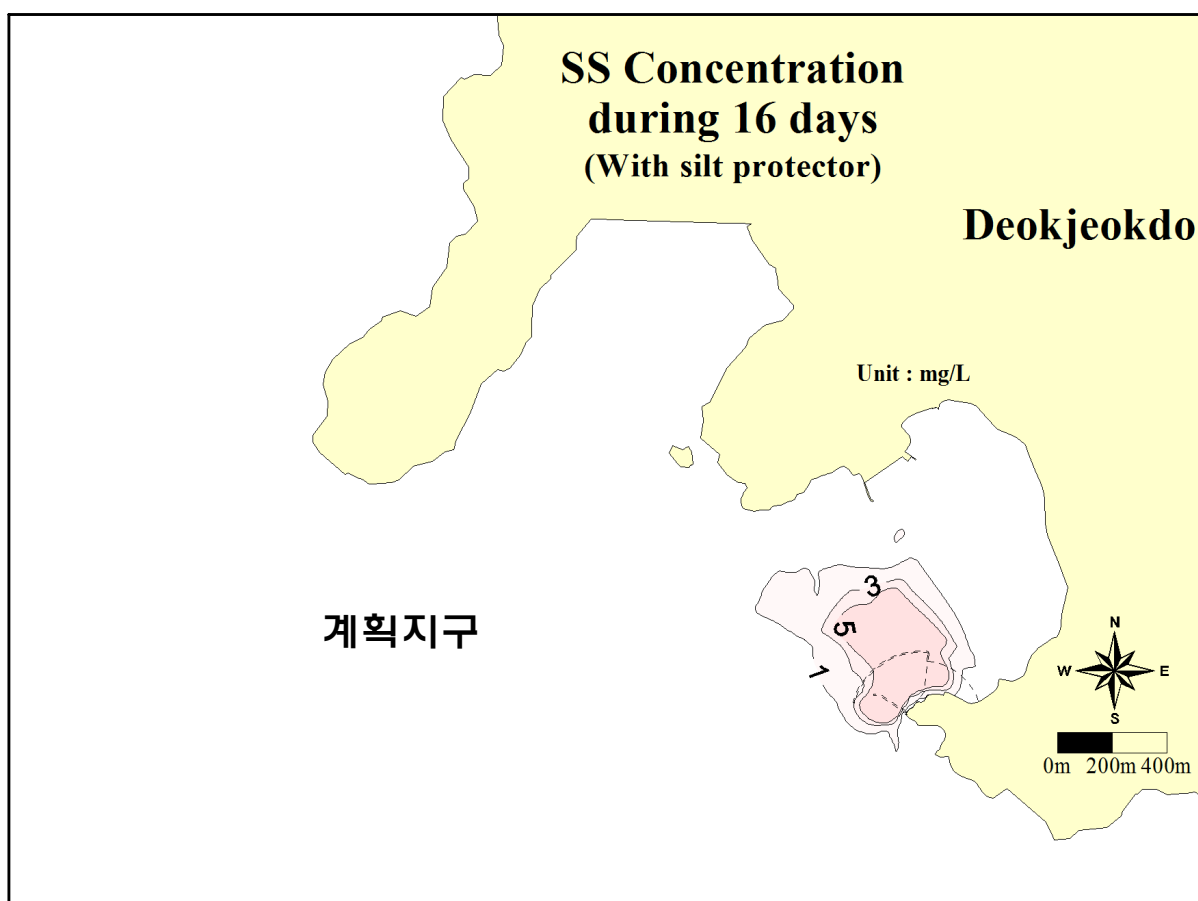 SS Concentration
during 16 days
(With silt protector)
Deokjeokdo
Unit : mg/L
3
5
1
계획지구
N
W E
S
0m 200m 400m